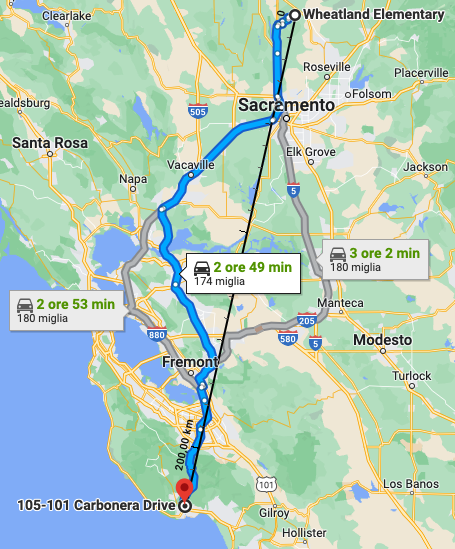 Clearlake
Wheatland Elementary
Roseville
Placerville
Folsom
ealdsburg
505
Sacramento
Santa Rosa
Elk Grove
Vacaville
Jackson
Napa
5
3 ore 2 min
180 miglia
2 ore 49 min
174 miglia
2 ore 53 min
180 miglia
Manteca
205
880
580
5
Modesto
Fremont
Turlock
200,00 km
101
Los Banos
105-101 Carbonera Drive
Gilroy
Hollister